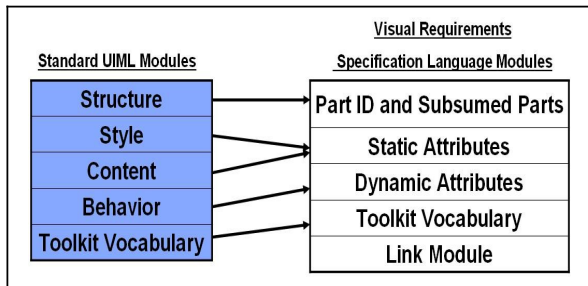 Visual Requirements
Standard UIML Modules
Specification Language Modules
Structure
Style
Content
Behavior
Toolkit Vocabulary
Part ID and Subsumed Parts
Static Attributes
Dynamic Attributes
Toolkit Vocabulary
Link Module